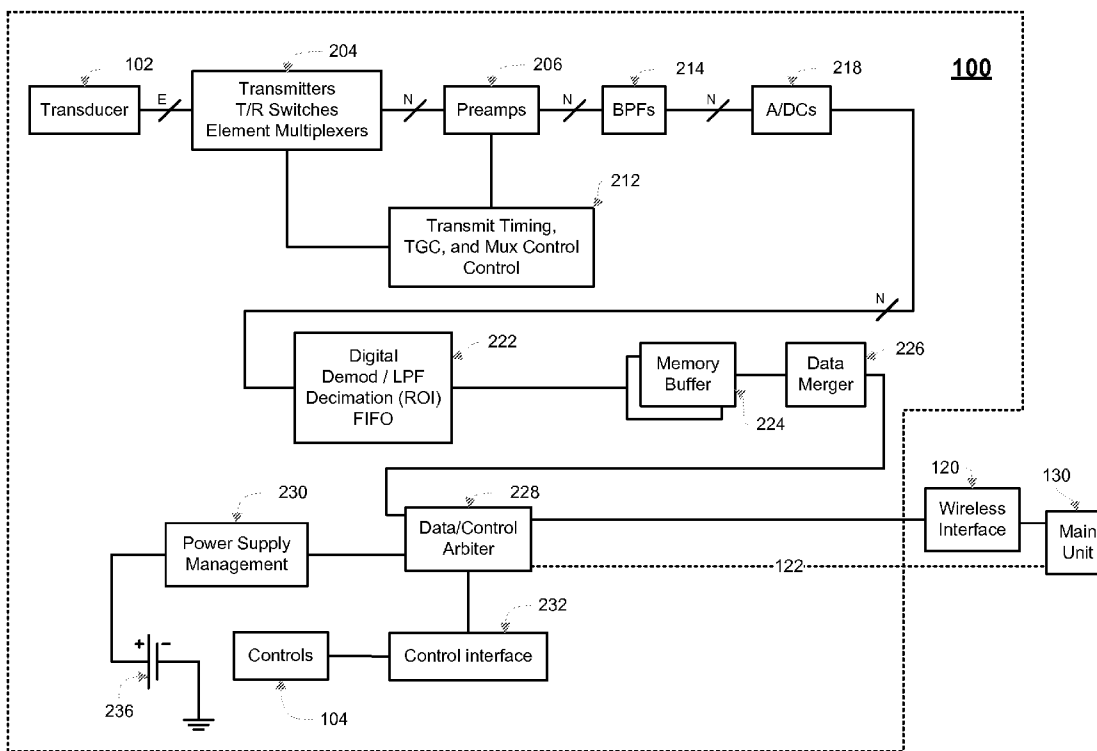 100
102
204
206
214
218
Transducer
E
Transmitters
T/R Switches
Element Multiplexers
N
Preamps
N
BPFs
N
A/DCs
212
Transmit Timing,
TGC, and Mux Control
Control
N
222
Digital
Demod / LPF
Decimation (ROI)
FIFO
Memory
Buffer
224
226
Data
Merger
230
Power Supply
Management
228
Data/Control
Arbiter
120
Wireless
Interface
130
Main
Unit
122
232
Control interface
Controls
104
+
−
236